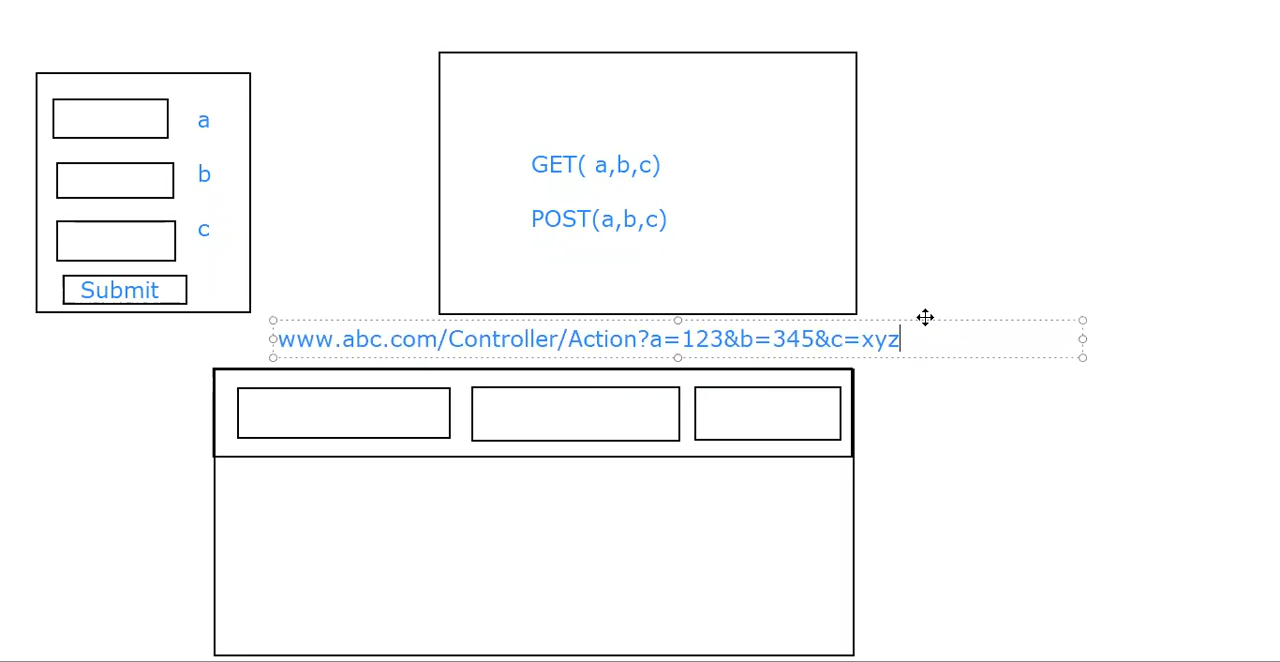 a
b
c
Submit
GET( a,b,c)
POST(a,b,c)
www.abc.com/Controller/Action?a=123&b=345&c=xyz